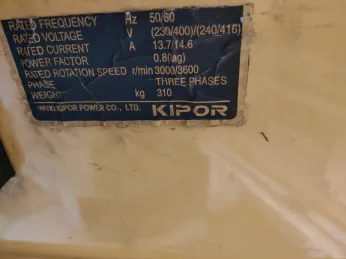 RATED FREQUENCY Hz 50/60
RATED VOLTAGE V (230/400)/(240/416)
RATED CURRENT A 13.7/14.6
POWER FACTOR 0.8(lag)
RATED ROTATION SPEED r/min 3000/3600
PHASE THREE PHASES
WEIGHT kg 310
WUXI KIPOR POWER CO., LTD. KIPOR